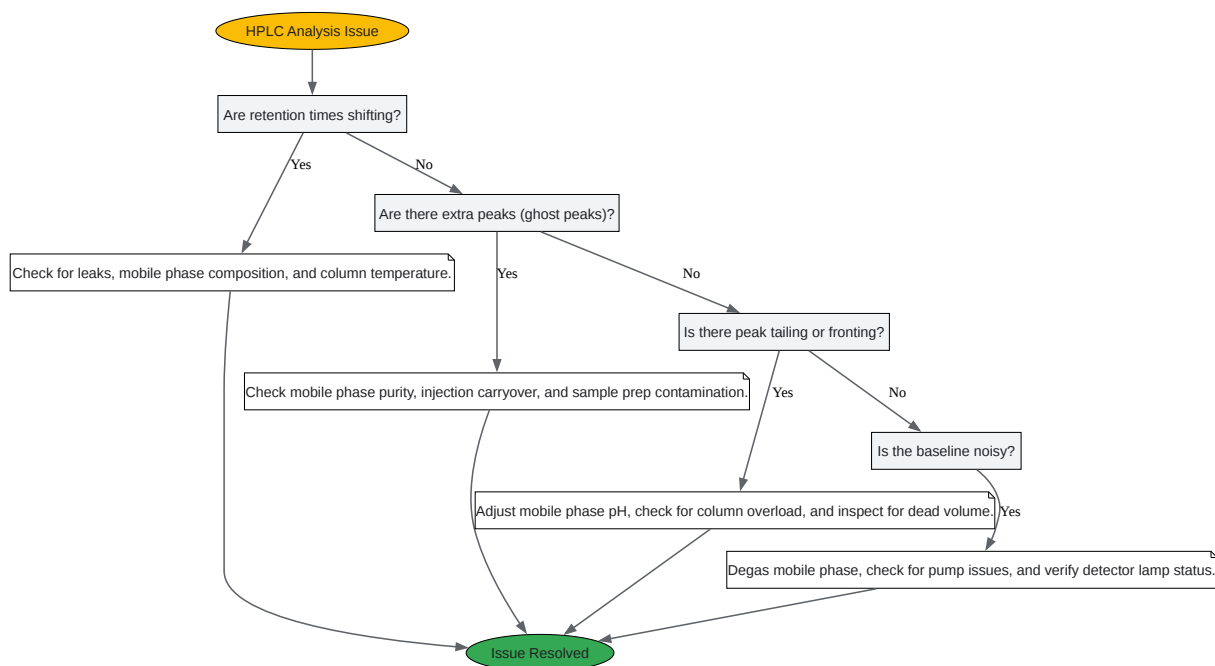 HPLC Analysis Issue
Are retention times shifting?
Yes
No
Are there extra peaks (ghost peaks)?
Check for leaks, mobile phase composition, and column temperature.
Yes
No
Is there peak tailing or fronting?
Check mobile phase purity, injection carryover, and sample prep contamination.
Yes
No
Is the baseline noisy?
Adjust mobile phase pH, check for column overload, and inspect for dead volume.
Yes
Degas mobile phase, check for pump issues, and verify detector lamp status.
Issue Resolved